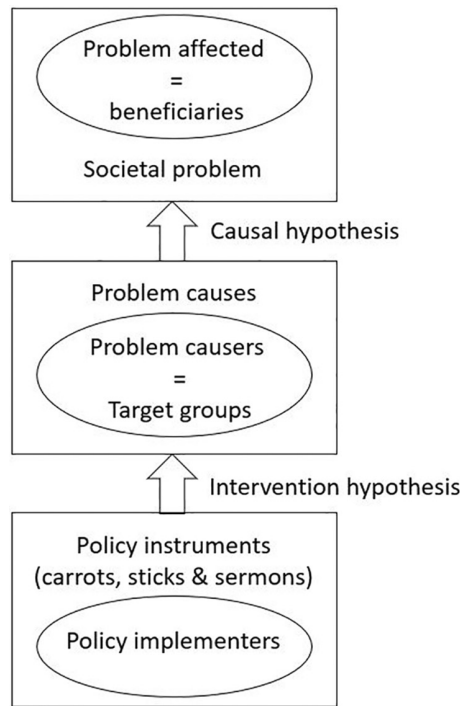 Problem affected
=
beneficiaries
Societal problem
Causal hypothesis
Problem causes
Problem causers
=
Target groups
Intervention hypothesis
Policy instruments
(carrots, sticks & sermons)
Policy implementers